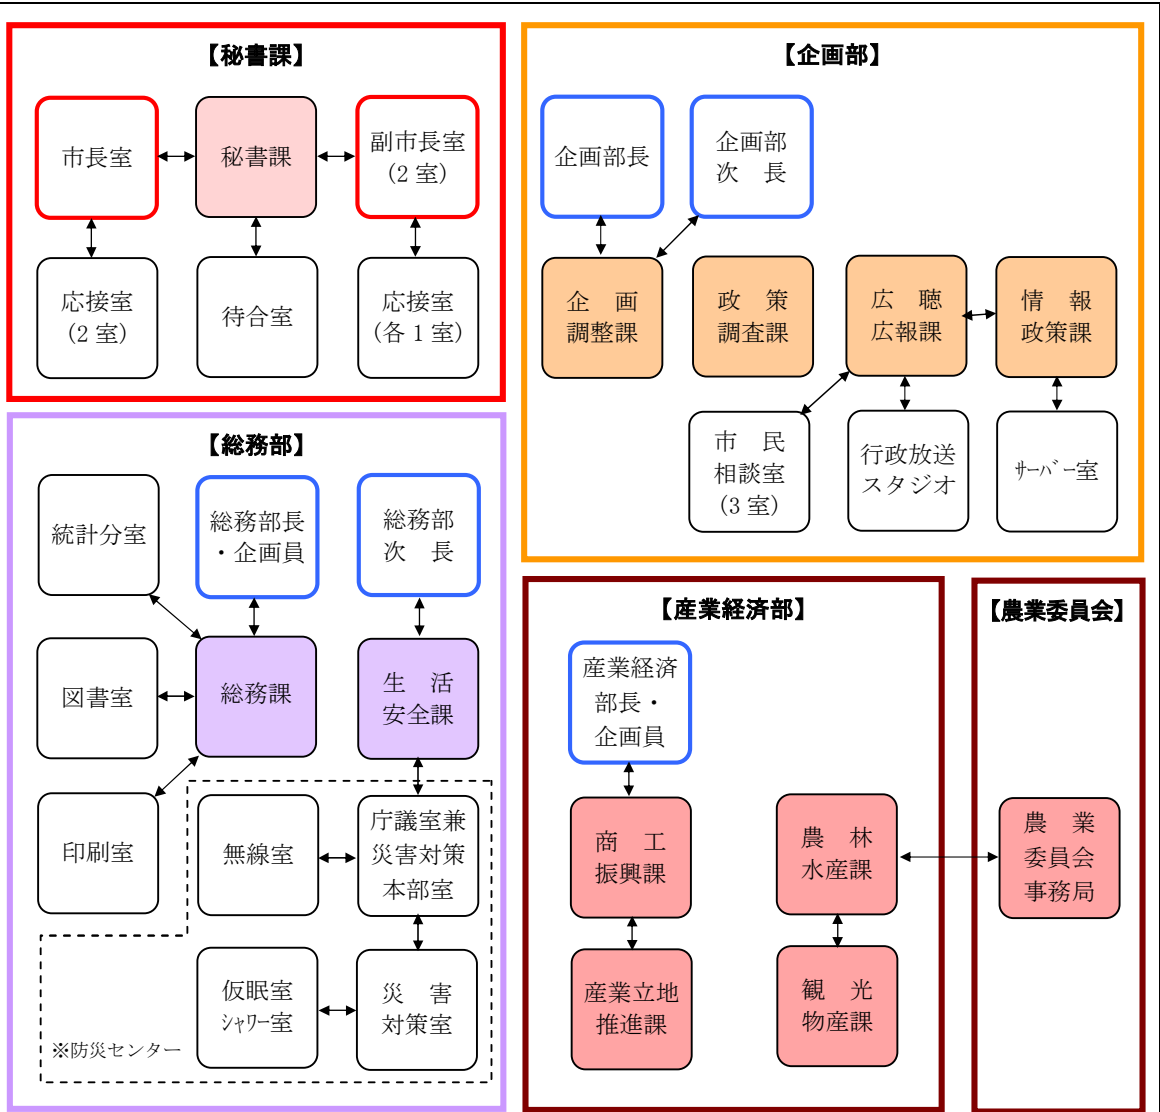 【秘書課】
市長室
秘書課
副市長室
(2 室)
応接室
(2 室)
待合室
応接室
(各 1 室)
【企画部】
企画部長
企画部
次　長
企　画
調整課
政　策
調査課
広　聴
広報課
情　報
政策課
市　民
相談室
(3 室)
行政放送
スタジオ
ｻｰﾊﾞｰ室
【総務部】
統計分室
総務部長
・企画員
総務部
次　長
図書室
総務課
生　活
安全課
印刷室
無線室
庁議室兼
災害対策
本部室
仮眠室
ｼｬﾜｰ室
災　害
対策室
※防災センター
【産業経済部】
産業経済
部長・
企画員
商　工
振興課
農　林
水産課
産業立地
推進課
観　光
物産課
【農業委員会】
農　業
委員会
事務局